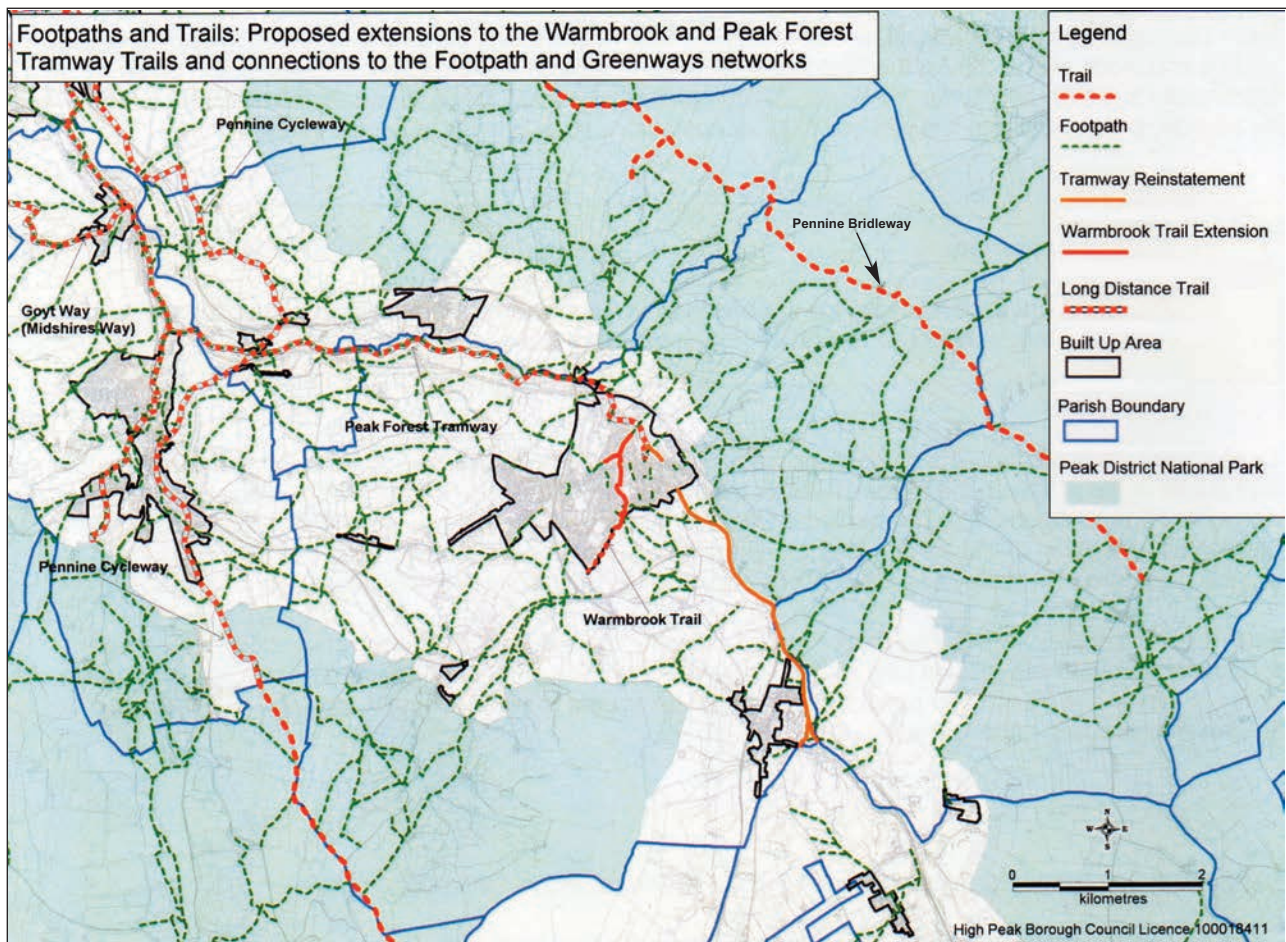 Footpaths and Trails: Proposed extensions to the Warmbrook and Peak Forest
Tramway Trails and connections to the Footpath and Greenways networks
Pennine Cycleway
Pennine Bridleway
Goyt Way
(Midshires Way)
Peak Forest Tramway
Pennine Cycleway
Warmbrook Trail
Legend
Trail
Footpath
Tramway Reinstatement
Warmbrook Trail Extension
Long Distance Trail
Built Up Area
Parish Boundary
Peak District National Park
N
W E
S
0 1 2
kilometres
High Peak Borough Council Licence 100018411